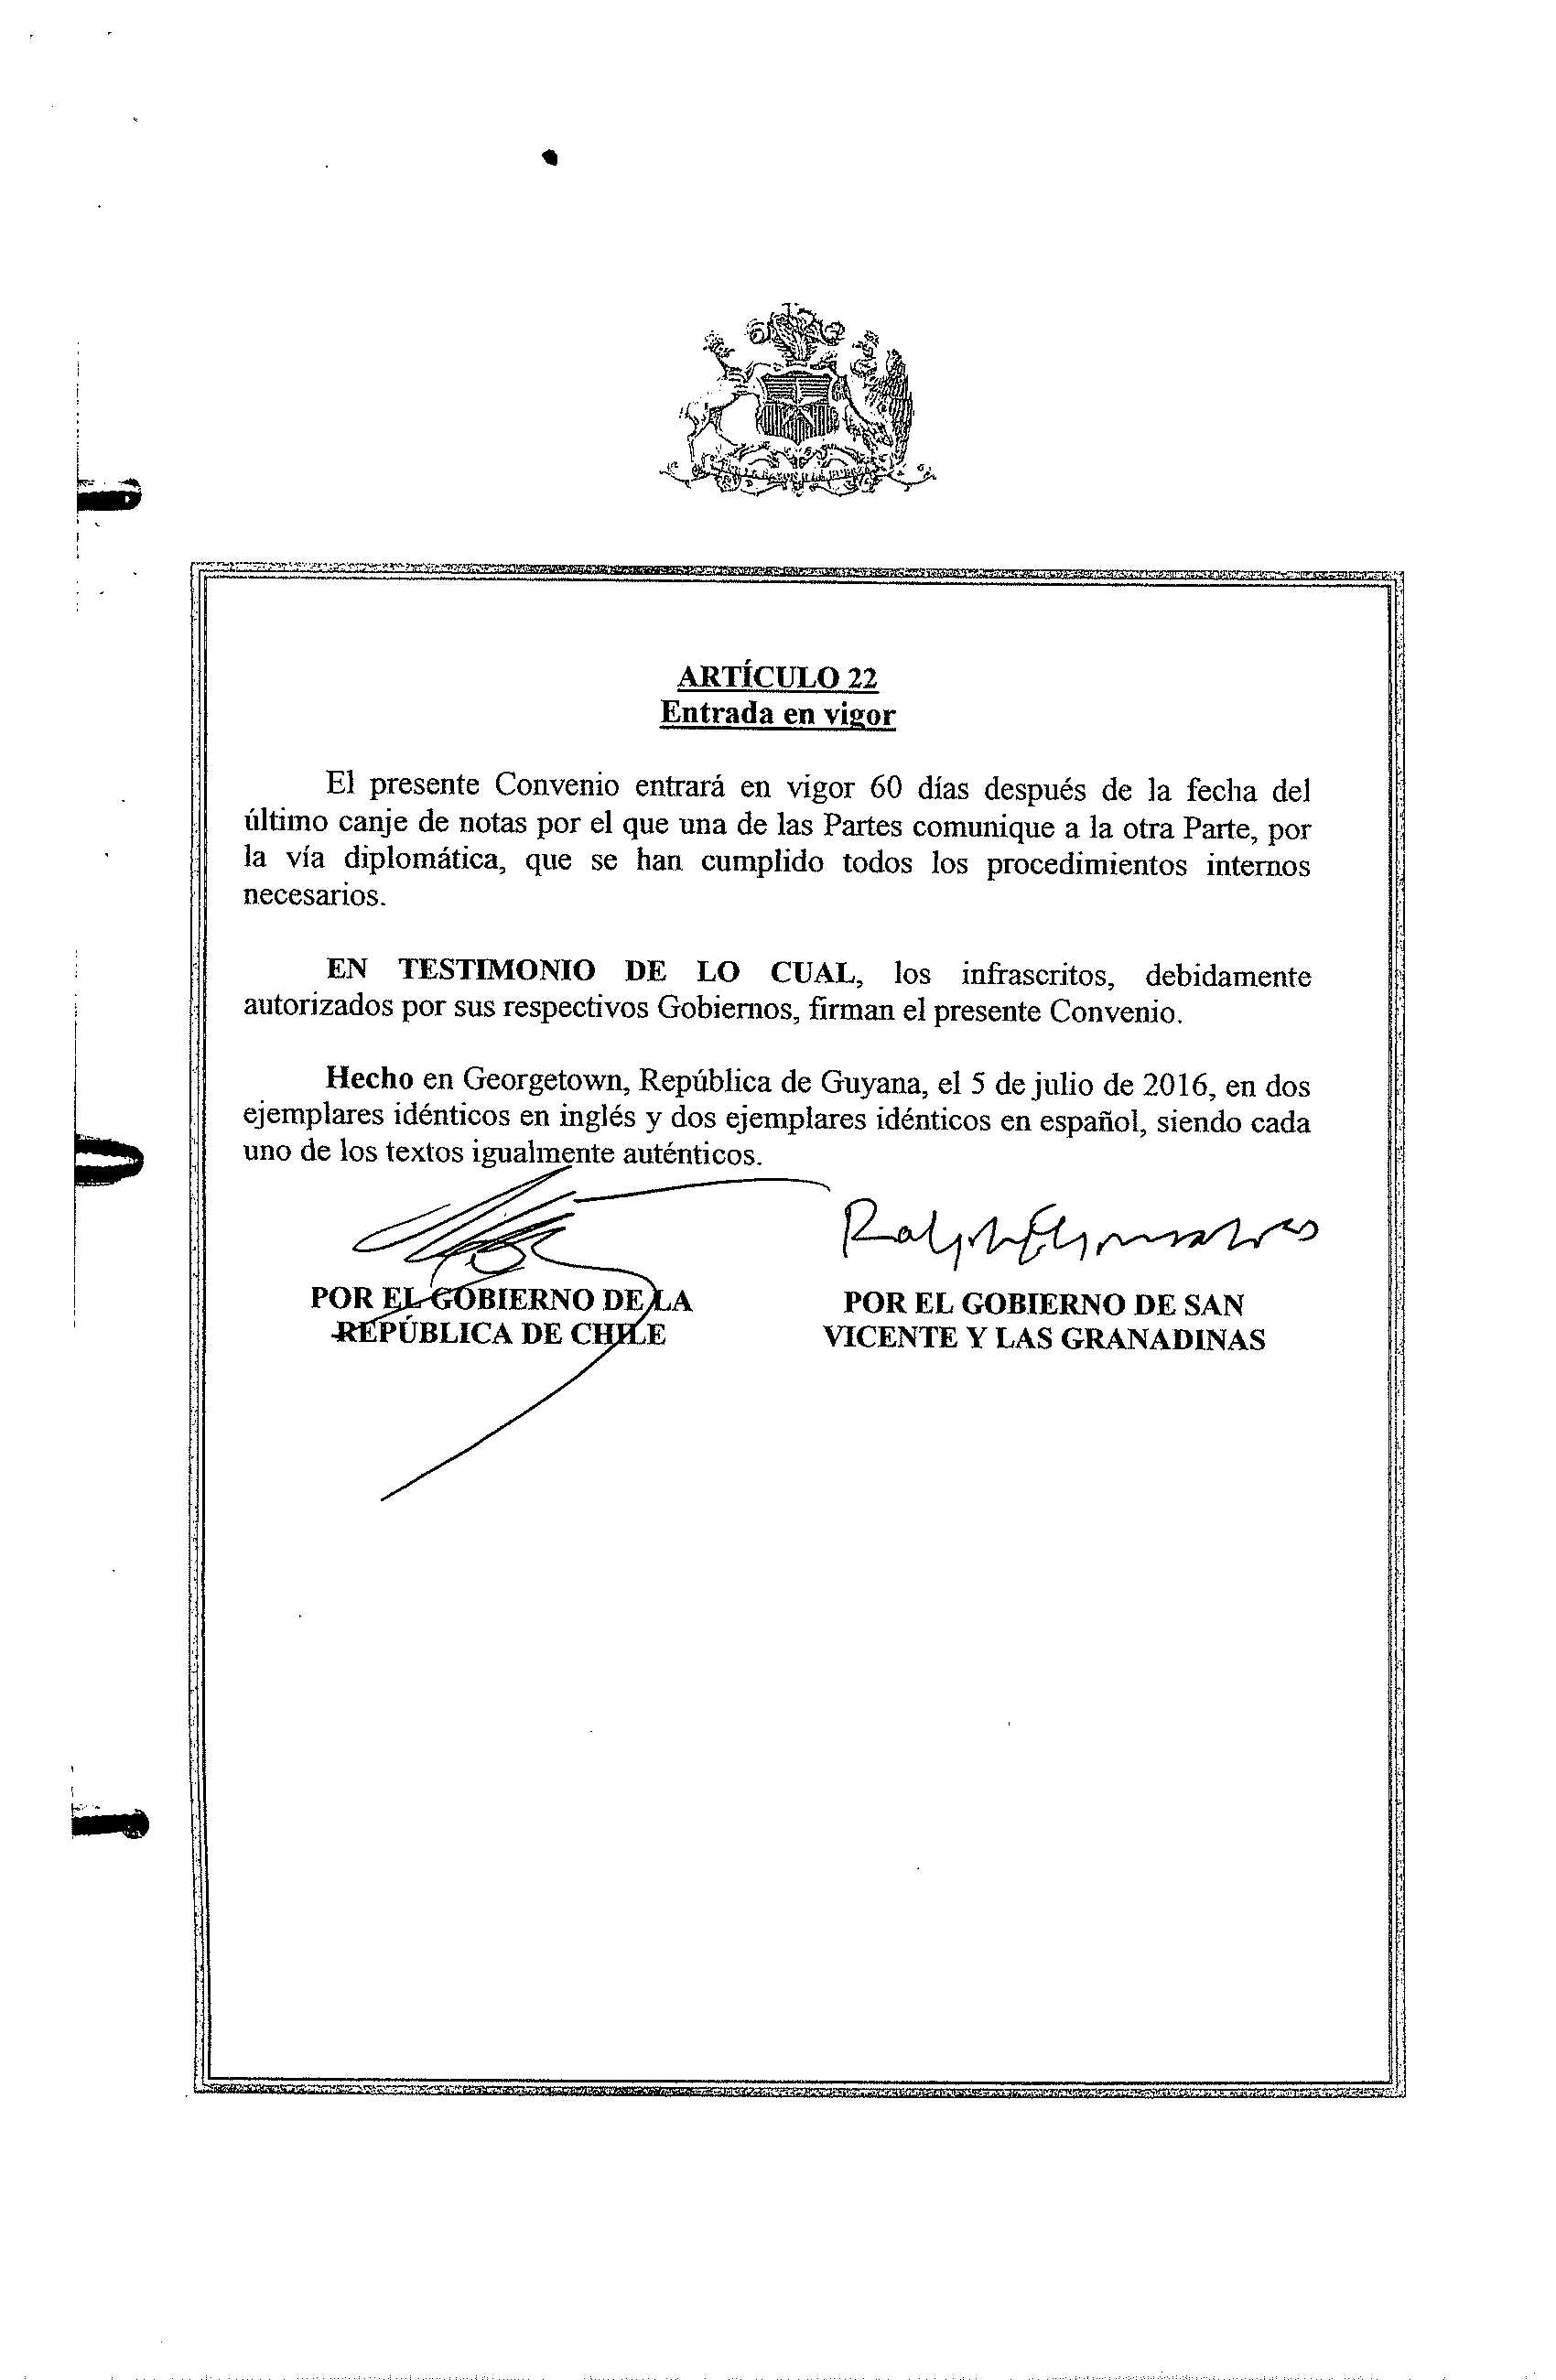 ARTÍCULO 22
Entrada en vigor
El presente Convenio entrará en vigor 60 días después de la fecha del
último canje de notas por el que una de las Partes comunique a la otra Parte, por
la vía diplomática, que se han cumplido todos los procedimientos internos
necesarios.
EN TESTIMONIO DE LO CUAL, los infrascritos, debidamente
autorizados por sus respectivos Gobiernos, firman el presente Convenio.
Hecho en Georgetown, República de Guyana, el 5 de julio de 2016, en dos
ejemplares idénticos en inglés y dos ejemplares idénticos en español, siendo cada
uno de los textos igualmente auténticos.
Ralph
POR EL GOBIERNO DE LA
REPÚBLICA DE CHILE
POR EL GOBIERNO DE SAN
VICENTE Y LAS GRANADINAS